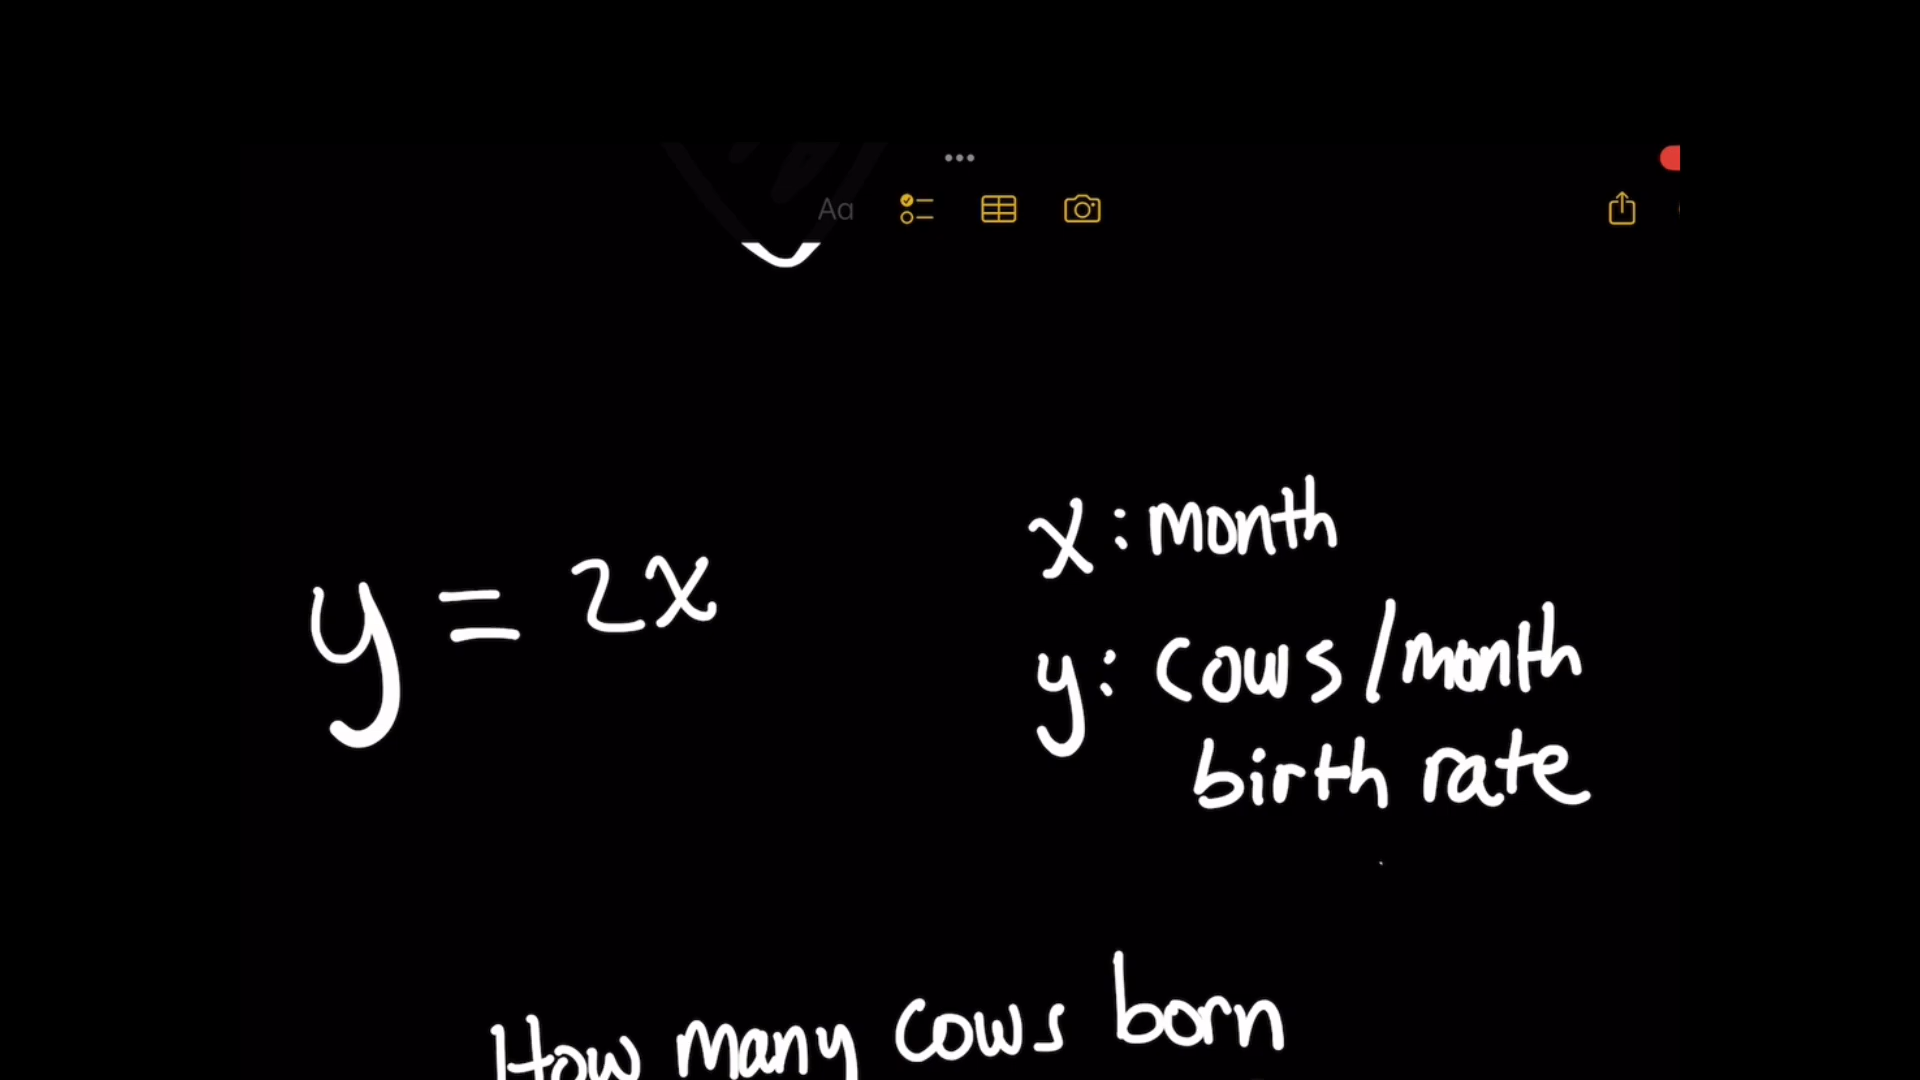 Aa
y = 2x
x : month
y : cows/month
birth rate
How many cows born